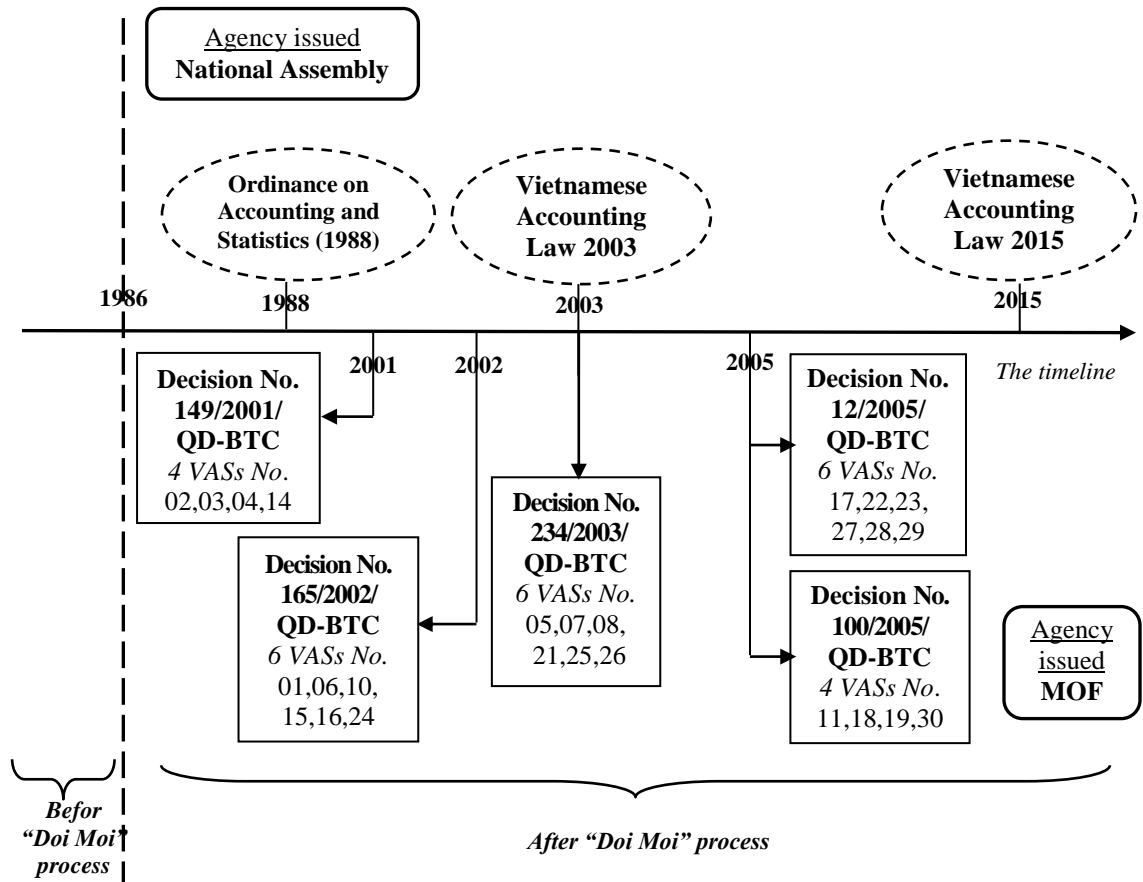 Agency issued
National Assembly
Ordinance on
Accounting and
Statistics (1988)
Vietnamese
Accounting
Law 2003
Vietnamese
Accounting
Law 2015
1986
1988
2003
2015
2001
2002
2005
The timeline
Decision No.
149/2001/
QD-BTC
4 VASs No.
02,03,04,14
Decision No.
165/2002/
QD-BTC
6 VASs No.
01,06,10,
15,16,24
Decision No.
234/2003/
QD-BTC
6 VASs No.
05,07,08,
21,25,26
Decision No.
12/2005/
QD-BTC
6 VASs No.
17,22,23,
27,28,29
Decision No.
100/2005/
QD-BTC
4 VASs No.
11,18,19,30
Agency
issued
MOF
Befor
“Doi Moi”
process
After “Doi Moi” process